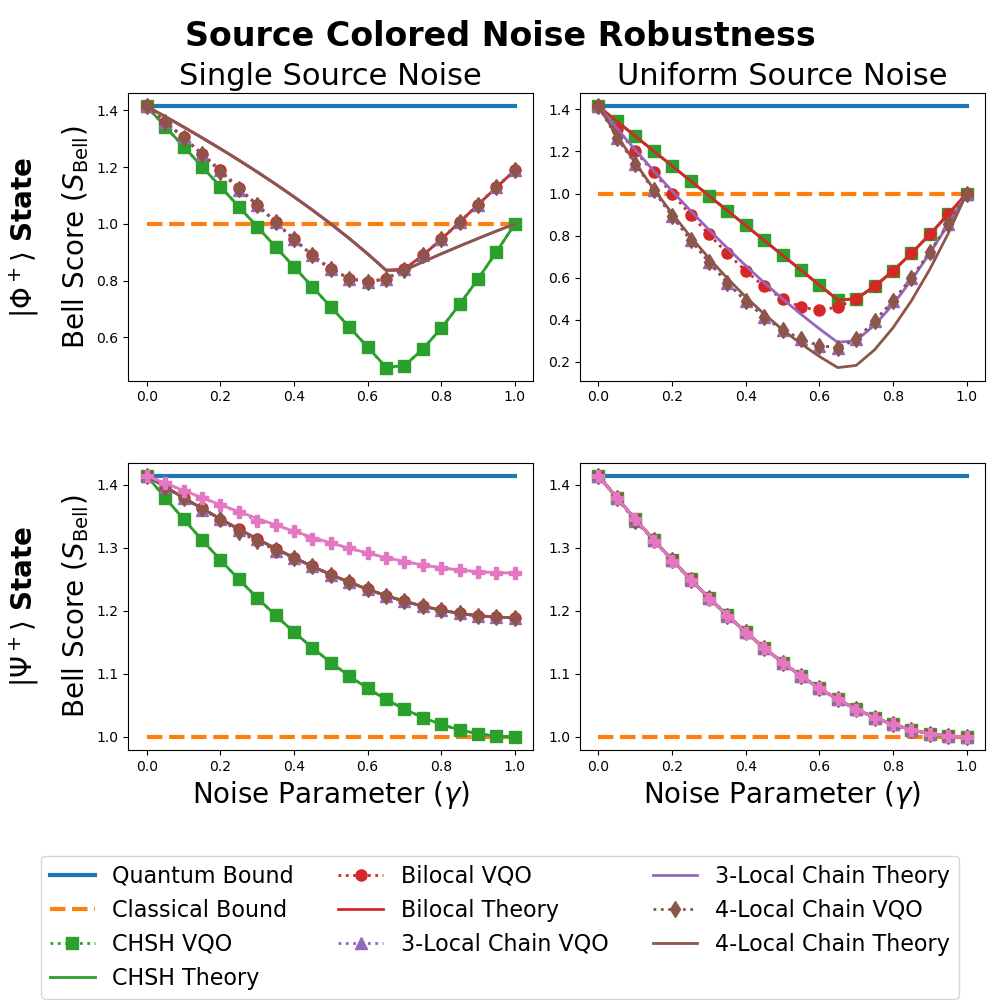 Source Colored Noise Robustness
Single Source Noise
Uniform Source Noise
|Φ⁺⟩ State
Bell Score (S_Bell)
1.4
1.2
1.0
0.8
0.6
0.0 0.2 0.4 0.6 0.8 1.0
1.4
1.2
1.0
0.8
0.6
0.4
0.2
0.0 0.2 0.4 0.6 0.8 1.0
|Ψ⁺⟩ State
Bell Score (S_Bell)
1.4
1.3
1.2
1.1
1.0
0.0 0.2 0.4 0.6 0.8 1.0
Noise Parameter (γ)
1.4
1.3
1.2
1.1
1.0
0.0 0.2 0.4 0.6 0.8 1.0
Noise Parameter (γ)
Quantum Bound
Classical Bound
CHSH VQO
CHSH Theory
Bilocal VQO
Bilocal Theory
3-Local Chain VQO
3-Local Chain Theory
4-Local Chain VQO
4-Local Chain Theory